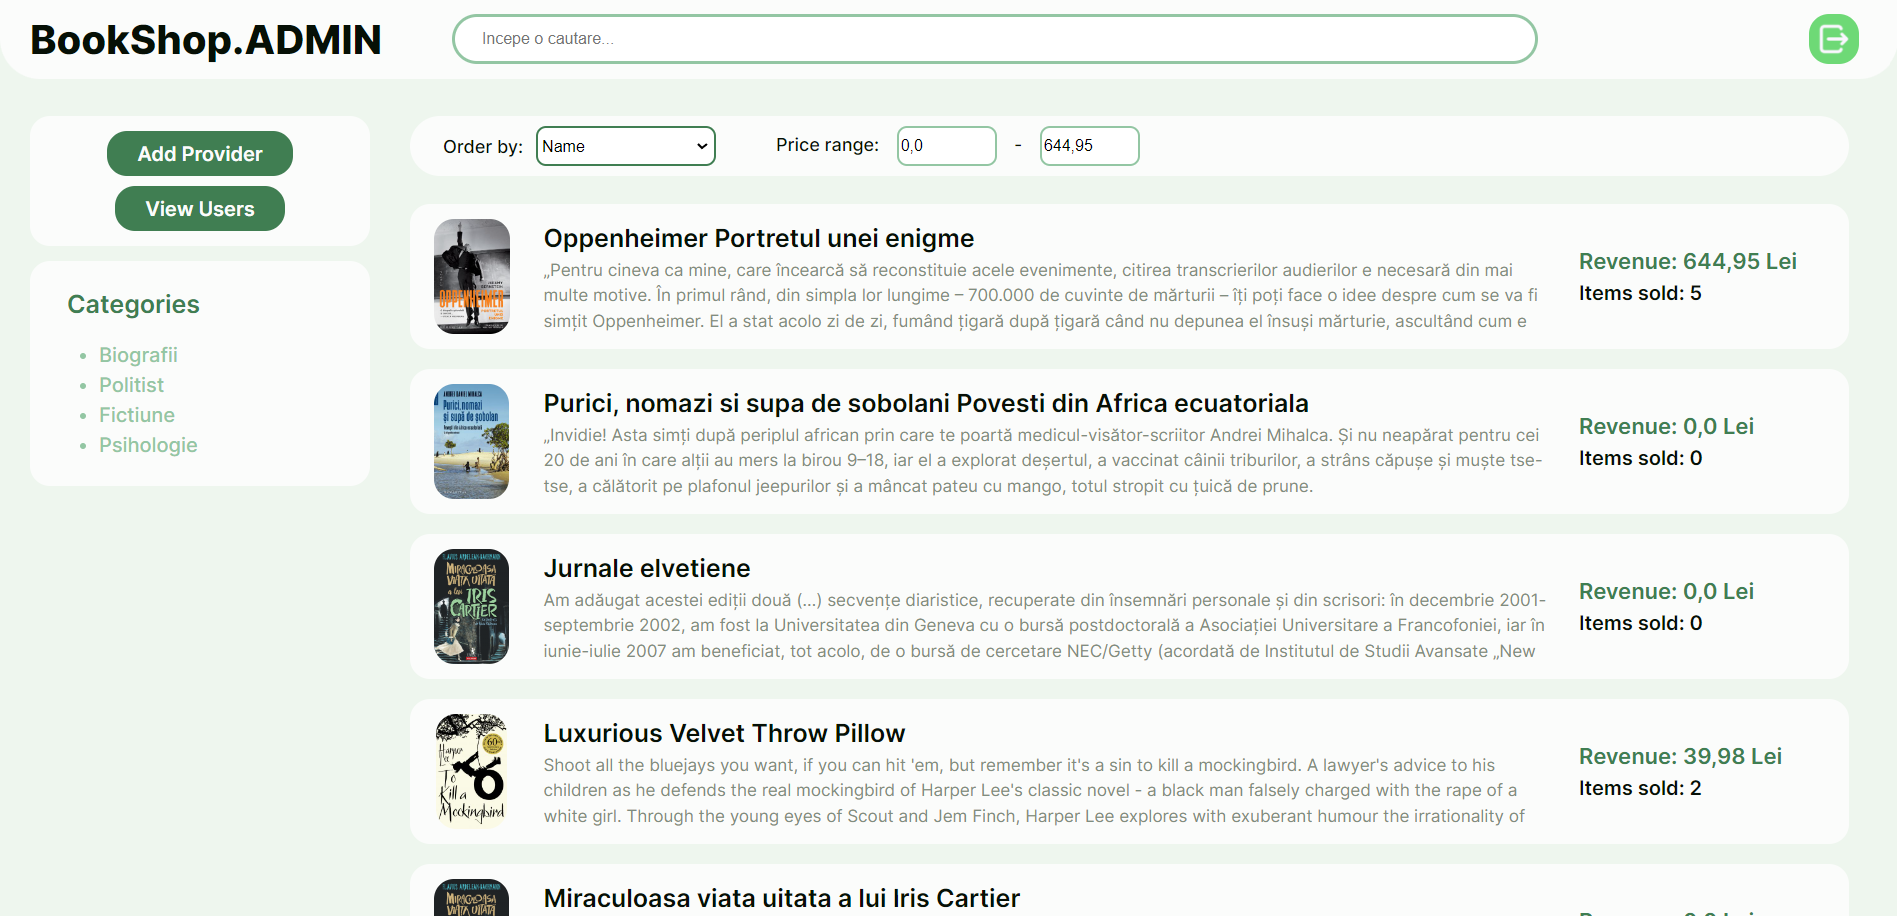 BookShop.ADMIN
Incepe o cautare...
Add Provider
View Users
Categories
Biografii
Politist
Fictiune
Psihologie
Order by: Name Price range: 0,0 - 644,95
OPPENHEIMER
Oppenheimer Portretul unei enigme
„Pentru cineva ca mine, care încearcă să reconstituie acele evenimente, citirea transcrierilor audierilor e necesară din mai
multe motive. În primul rând, din simpla lor lungime – 700.000 de cuvinte de mărturii – îți poți face o idee despre cum se va fi
simțit Oppenheimer. El a stat acolo zi de zi, fumând țigară după țigară când nu depunea el însuși mărturie, ascultând cum e
Revenue: 644,95 Lei
Items sold: 5
Purici, nomazi
și supă de șobolan
Purici, nomazi si supa de sobolani Povesti din Africa ecuatoriala
„Invidie! Asta simți după periplul african prin care te poartă medicul-visător-scriitor Andrei Mihalca. Și nu neapărat pentru cei
20 de ani în care alții au mers la birou 9–18, iar el a explorat deșertul, a vaccinat câinii triburilor, a strâns căpușe și muște tse-
tse, a călătorit pe plafonul jeepurilor și a mâncat pateu cu mango, totul stropit cu țuică de prune.
Revenue: 0,0 Lei
Items sold: 0
MIRACULOASA
VIATA UITATA
a lui IRIS
CARTIER
Jurnale elvetiene
Am adăugat acestei ediții două (...) secvențe diaristice, recuperate din însemnări personale și din scrisori: în decembrie 2001-
septembrie 2002, am fost la Universitatea din Geneva cu o bursă postdoctorală a Asociației Universitare a Francofoniei, iar în
iunie-iulie 2007 am beneficiat, tot acolo, de o bursă de cercetare NEC/Getty (acordată de Institutul de Studii Avansate „New
Revenue: 0,0 Lei
Items sold: 0
Harper
Lee
60
To
Kill a
Mockingbird
Luxurious Velvet Throw Pillow
Shoot all the bluejays you want, if you can hit 'em, but remember it's a sin to kill a mockingbird. A lawyer's advice to his
children as he defends the real mockingbird of Harper Lee's classic novel - a black man falsely charged with the rape of a
white girl. Through the young eyes of Scout and Jem Finch, Harper Lee explores with exuberant humour the irrationality of
Revenue: 39,98 Lei
Items sold: 2
MIRACULOASA
VIATA UITATA
Miraculoasa viata uitata a lui Iris Cartier